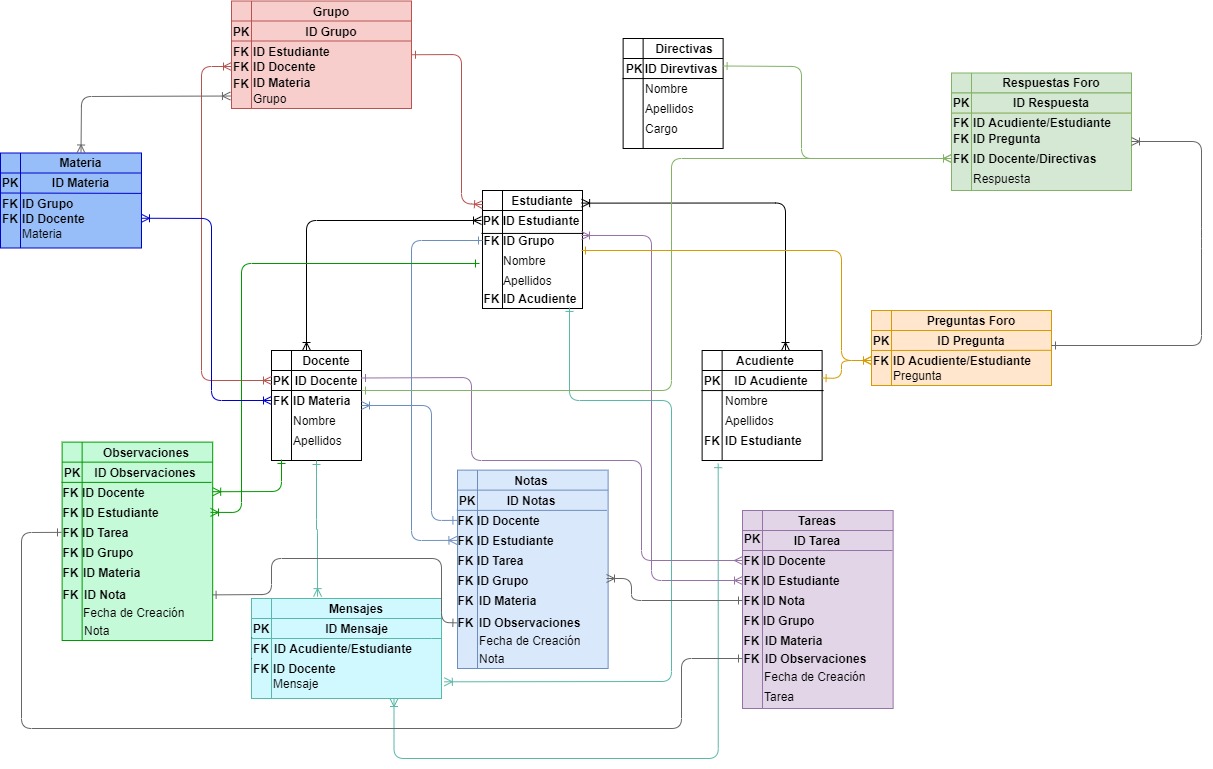 Grupo
PK ID Grupo
FK ID Estudiante
FK ID Docente
FK ID Materia
Grupo
Directivas
PK ID Direvtivas
Nombre
Apellidos
Cargo
Respuestas Foro
PK ID Respuesta
FK ID Acudiente/Estudiante
FK ID Pregunta
FK ID Docente/Directivas
Respuesta
Materia
PK ID Materia
FK ID Grupo
FK ID Docente
Materia
Estudiante
PK ID Estudiante
FK ID Grupo
Nombre
Apellidos
FK ID Acudiente
Preguntas Foro
PK ID Pregunta
FK ID Acudiente/Estudiante
Pregunta
Docente
PK ID Docente
FK ID Materia
Nombre
Apellidos
Acudiente
PK ID Acudiente
Nombre
Apellidos
FK ID Estudiante
Observaciones
PK ID Observaciones
FK ID Docente
FK ID Estudiante
FK ID Tarea
FK ID Grupo
FK ID Materia
FK ID Nota
Fecha de Creación
Nota
Notas
PK ID Notas
FK ID Docente
FK ID Estudiante
FK ID Tarea
FK ID Grupo
FK ID Materia
FK ID Observaciones
Fecha de Creación
Nota
Tareas
PK ID Tarea
FK ID Docente
FK ID Estudiante
FK ID Nota
FK ID Grupo
FK ID Materia
FK ID Observaciones
Fecha de Creación
Tarea
Mensajes
PK ID Mensaje
FK ID Acudiente/Estudiante
FK ID Docente
Mensaje